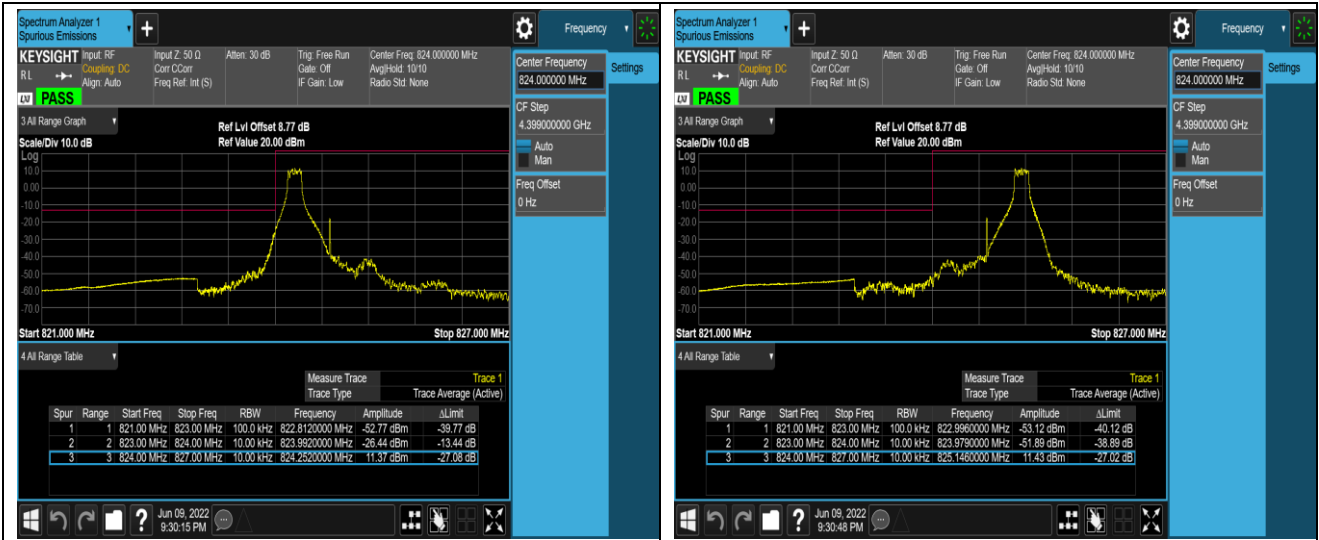 Spectrum Analyzer 1
Spurious Emissions
+
Frequency
KEYSIGHT
Input: RF
Coupling: DC
Align: Auto
Input Z: 50 Ω
Corr CCorr
Freq Ref: Int (S)
Atten: 30 dB
Trig: Free Run
Gate: Off
IF Gain: Low
Center Freq: 824.000000 MHz
Avg|Hold: 10/10
Radio Std: None
R L
LXI
PASS
3 All Range Graph
Ref Lvl Offset 8.77 dB
Scale/Div 10.0 dB
Ref Value 20.00 dBm
Log
10.0
0.00
-10.0
-20.0
-30.0
-40.0
-50.0
-60.0
-70.0
Start 821.000 MHz
Stop 827.000 MHz
4 All Range Table
Measure Trace Trace 1
Trace Type Trace Average (Active)
Spur Range Start Freq Stop Freq RBW Frequency Amplitude ΔLimit
1 1 821.00 MHz 823.00 MHz 100.0 kHz 822.8120000 MHz -52.77 dBm -39.77 dB
2 2 823.00 MHz 824.00 MHz 10.00 kHz 823.9920000 MHz -26.44 dBm -13.44 dB
3 3 824.00 MHz 827.00 MHz 10.00 kHz 824.2520000 MHz 11.37 dBm -27.08 dB
?
Jun 09, 2022
9:30:15 PM
Center Frequency
824.000000 MHz
Settings
CF Step
4.399000000 GHz
Auto
Man
Freq Offset
0 Hz
Spectrum Analyzer 1
Spurious Emissions
+
Frequency
KEYSIGHT
Input: RF
Coupling: DC
Align: Auto
Input Z: 50 Ω
Corr CCorr
Freq Ref: Int (S)
Atten: 30 dB
Trig: Free Run
Gate: Off
IF Gain: Low
Center Freq: 824.000000 MHz
Avg|Hold: 10/10
Radio Std: None
R L
LXI
PASS
3 All Range Graph
Ref Lvl Offset 8.77 dB
Scale/Div 10.0 dB
Ref Value 20.00 dBm
Log
10.0
0.00
-10.0
-20.0
-30.0
-40.0
-50.0
-60.0
-70.0
Start 821.000 MHz
Stop 827.000 MHz
4 All Range Table
Measure Trace Trace 1
Trace Type Trace Average (Active)
Spur Range Start Freq Stop Freq RBW Frequency Amplitude ΔLimit
1 1 821.00 MHz 823.00 MHz 100.0 kHz 822.9960000 MHz -53.12 dBm -40.12 dB
2 2 823.00 MHz 824.00 MHz 10.00 kHz 823.9790000 MHz -51.89 dBm -38.89 dB
3 3 824.00 MHz 827.00 MHz 10.00 kHz 825.1460000 MHz 11.43 dBm -27.02 dB
?
Jun 09, 2022
9:30:48 PM
Center Frequency
824.000000 MHz
Settings
CF Step
4.399000000 GHz
Auto
Man
Freq Offset
0 Hz